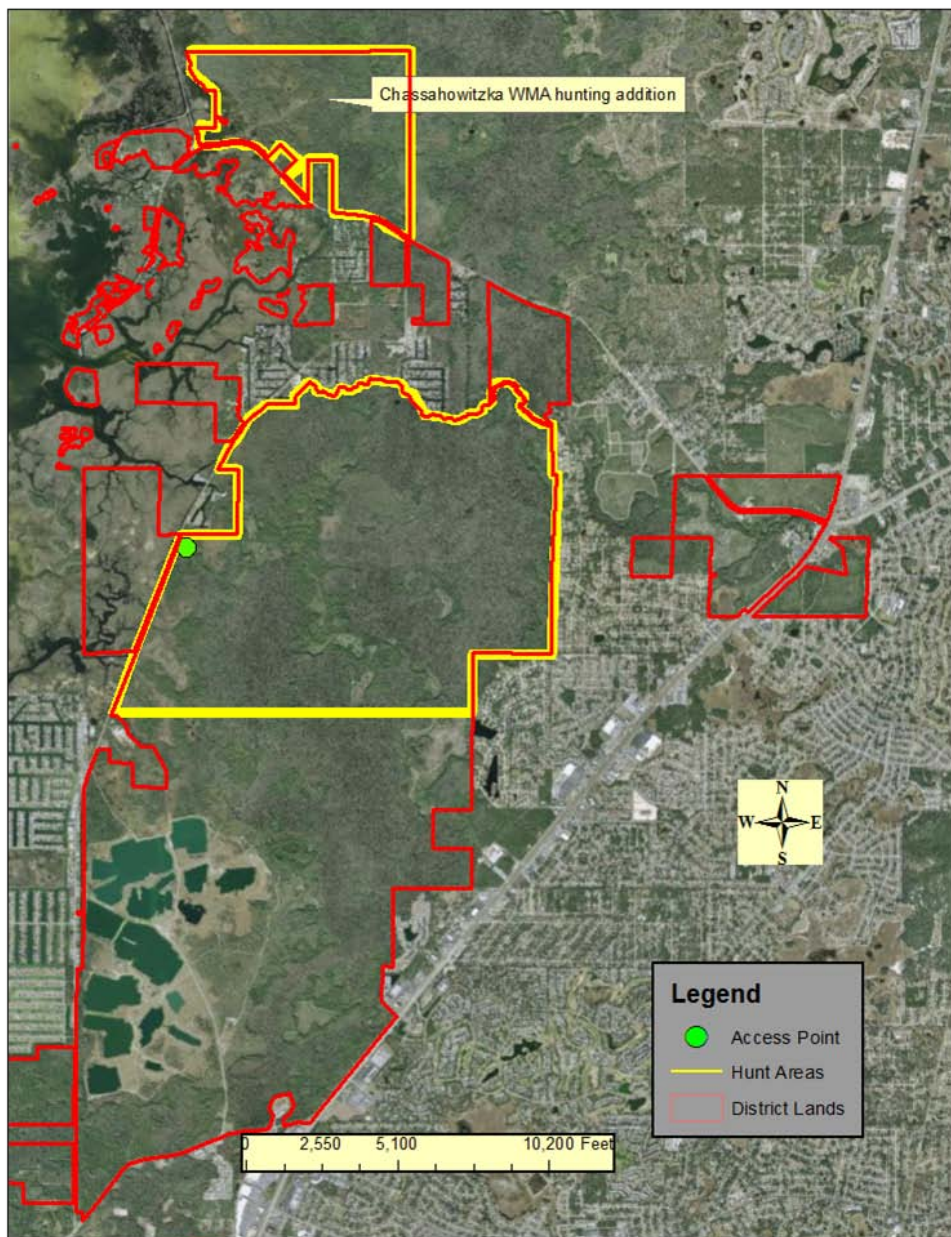 Chassahowitzka WMA hunting addition
N
W E
S
Legend
Access Point
Hunt Areas
District Lands
0 2,550 5,100 10,200 Feet